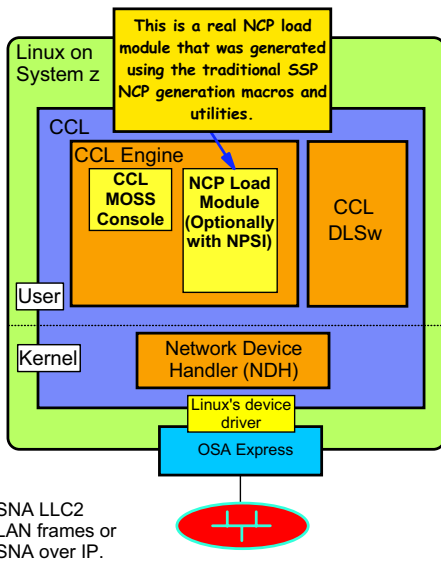 This is a real NCP load
module that was generated
using the traditional SSP
NCP generation macros and
utilities.
Linux on
System z
CCL
CCL Engine
CCL
MOSS
Console
NCP Load
Module
(Optionally
with NPSI)
CCL
DLSw
User
Kernel
Network Device
Handler (NDH)
Linux's device
driver
OSA Express
SNA LLC2
LAN frames or
SNA over IP.